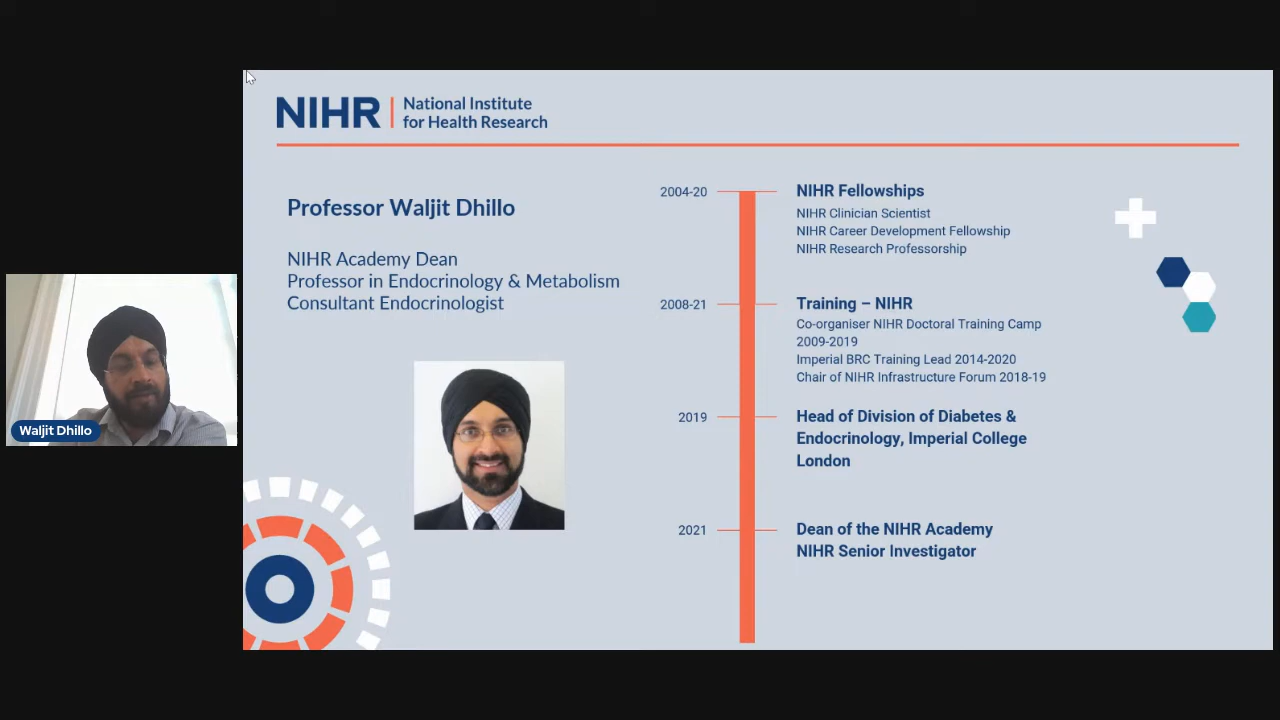 NIHR
National Institute
for Health Research
Professor Waljit Dhillo
NIHR Academy Dean
Professor in Endocrinology & Metabolism
Consultant Endocrinologist
Waljit Dhillo
2004-20
NIHR Fellowships
NIHR Clinician Scientist
NIHR Career Development Fellowship
NIHR Research Professorship
2008-21
Training – NIHR
Co-organiser NIHR Doctoral Training Camp
2009-2019
Imperial BRC Training Lead 2014-2020
Chair of NIHR Infrastructure Forum 2018-19
2019
Head of Division of Diabetes &
Endocrinology, Imperial College
London
2021
Dean of the NIHR Academy
NIHR Senior Investigator